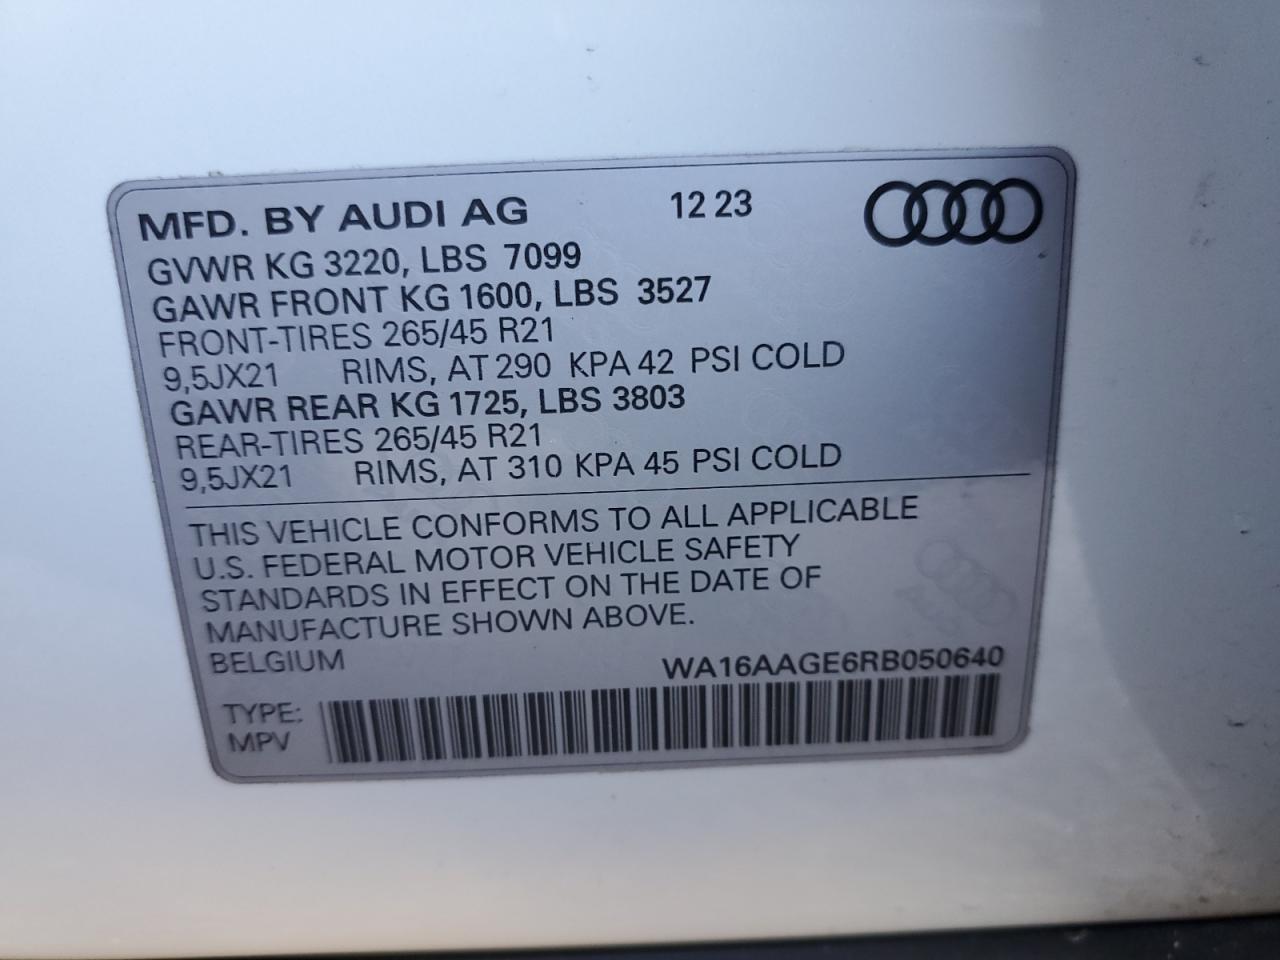 MFD. BY AUDI AG 12 23
GVWR KG 3220, LBS 7099
GAWR FRONT KG 1600, LBS 3527
FRONT-TIRES 265/45 R21
9,5JX21 RIMS, AT 290 KPA 42 PSI COLD
GAWR REAR KG 1725, LBS 3803
REAR-TIRES 265/45 R21
9,5JX21 RIMS, AT 310 KPA 45 PSI COLD
THIS VEHICLE CONFORMS TO ALL APPLICABLE
U.S. FEDERAL MOTOR VEHICLE SAFETY
STANDARDS IN EFFECT ON THE DATE OF
MANUFACTURE SHOWN ABOVE.
BELGIUM WA16AAGE6RB050640
TYPE:
MPV